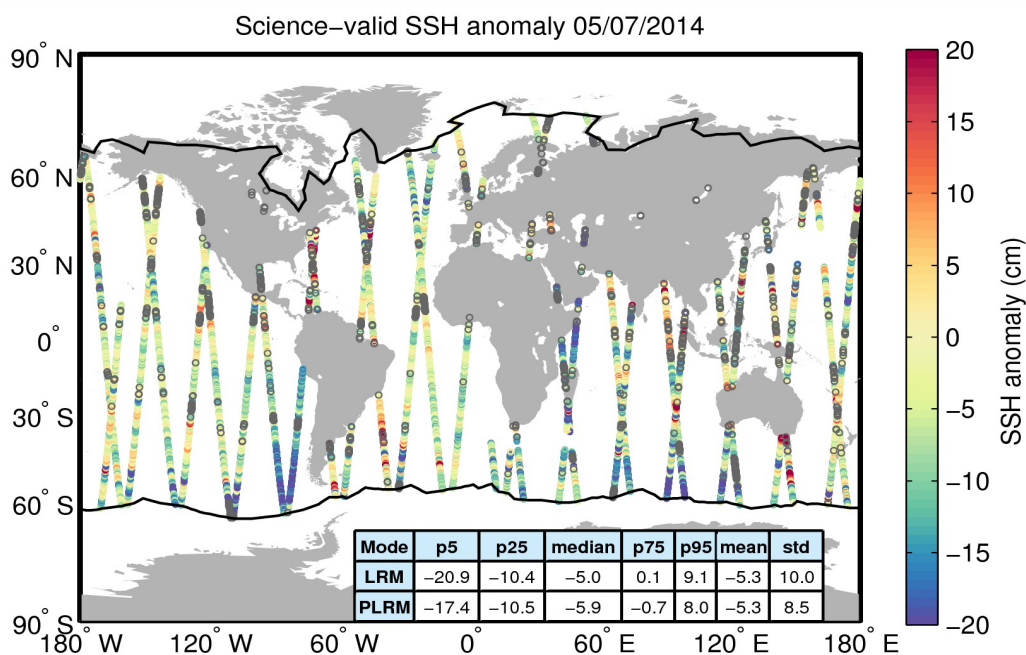 Science−valid SSH anomaly 05/07/2014
90° N
60° N
30° N
0°
30° S
60° S
90° S
180° W 120° W 60° W 0° 60° E 120° E 180° E
Mode p5 p25 median p75 p95 mean std
LRM −20.9 −10.4 −5.0 0.1 9.1 −5.3 10.0
PLRM −17.4 −10.5 −5.9 −0.7 8.0 −5.3 8.5
20
15
10
5
0
−5
−10
−15
−20
SSH anomaly (cm)